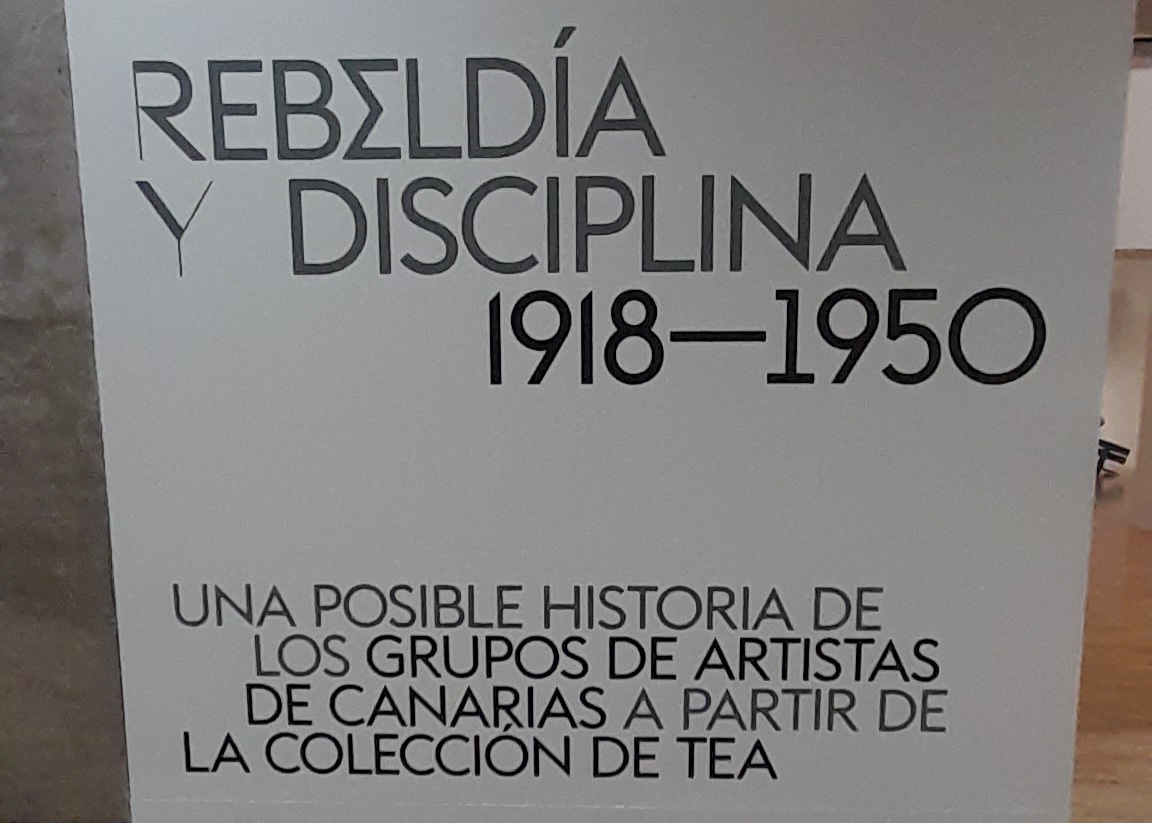 REBELDÍA
Y DISCIPLINA
1918—1950
UNA POSIBLE HISTORIA DE
LOS GRUPOS DE ARTISTAS
DE CANARIAS A PARTIR DE
LA COLECCIÓN DE TEA